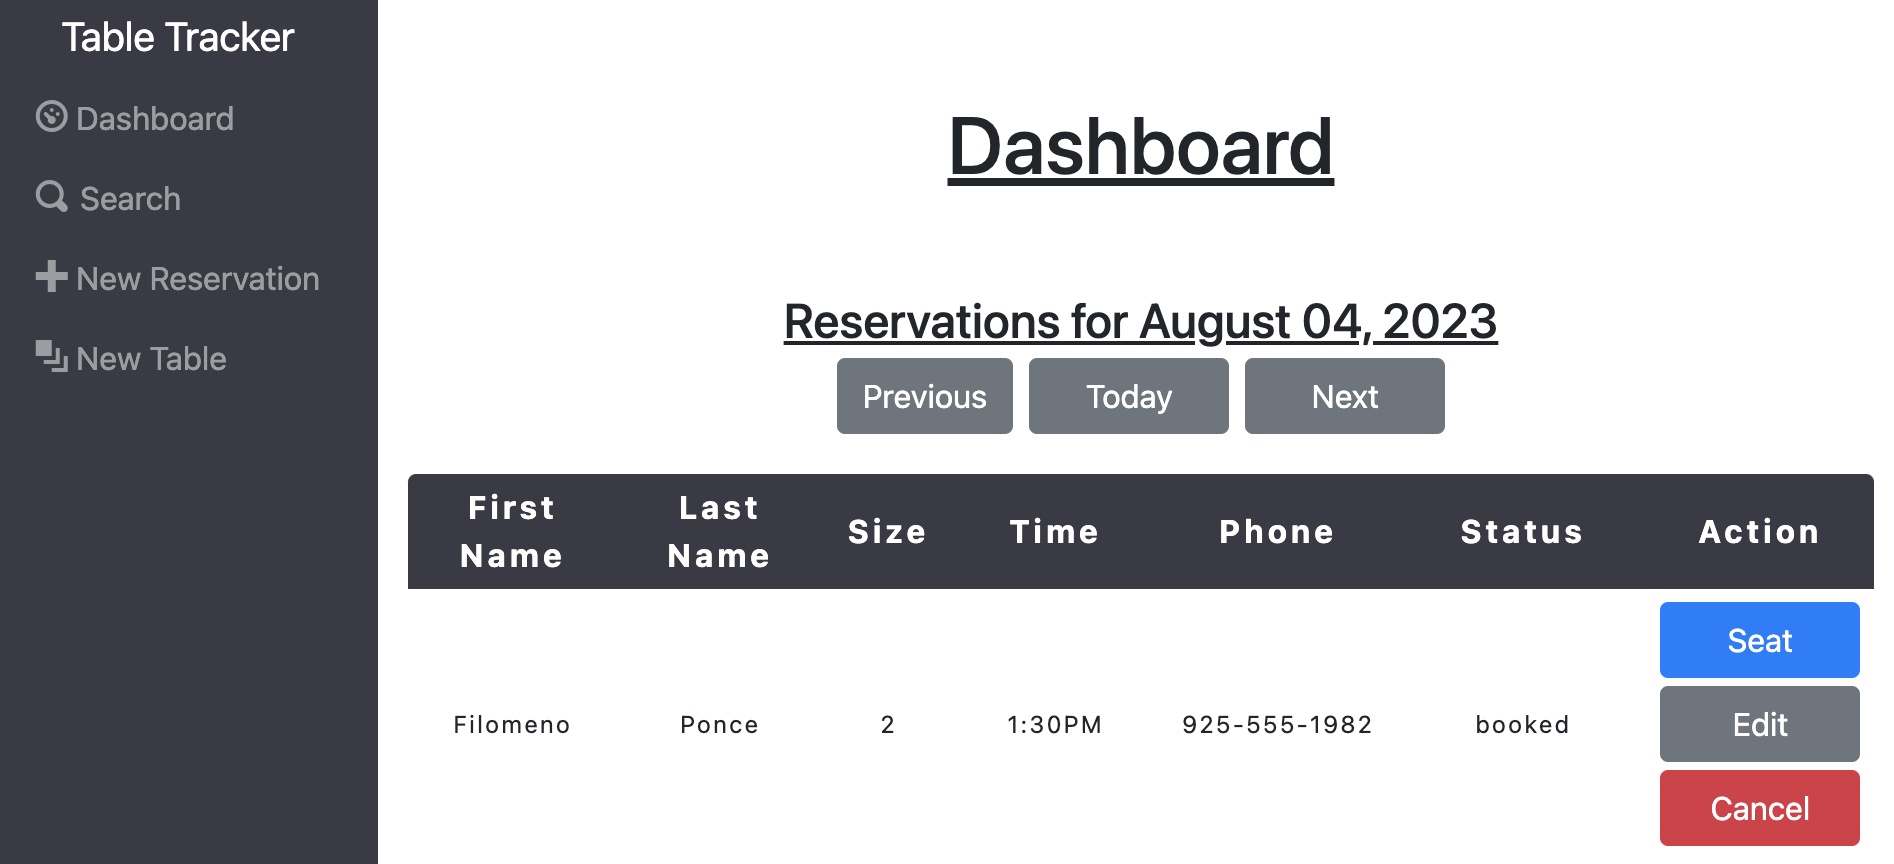 Table Tracker
Dashboard
Search
New Reservation
New Table
Dashboard
Reservations for August 04, 2023
Previous Today Next
First Name Last Name Size Time Phone Status Action
Filomeno Ponce 2 1:30PM 925-555-1982 booked
Seat
Edit
Cancel